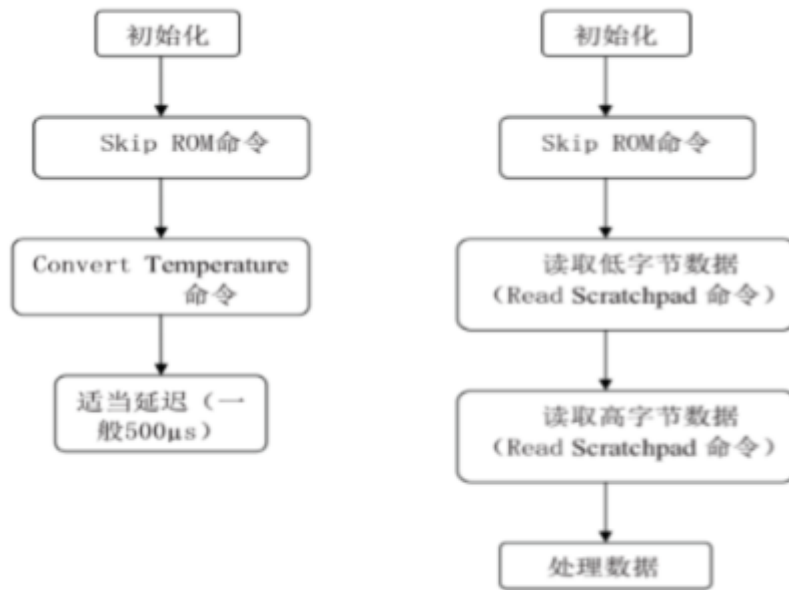 初始化
Skip ROM命令
Convert Temperature
命令
适当延迟（一
般500μs）
初始化
Skip ROM命令
读取低字节数据
（Read Scratchpad 命令）
读取高字节数据
（Read Scratchpad 命令）
处理数据